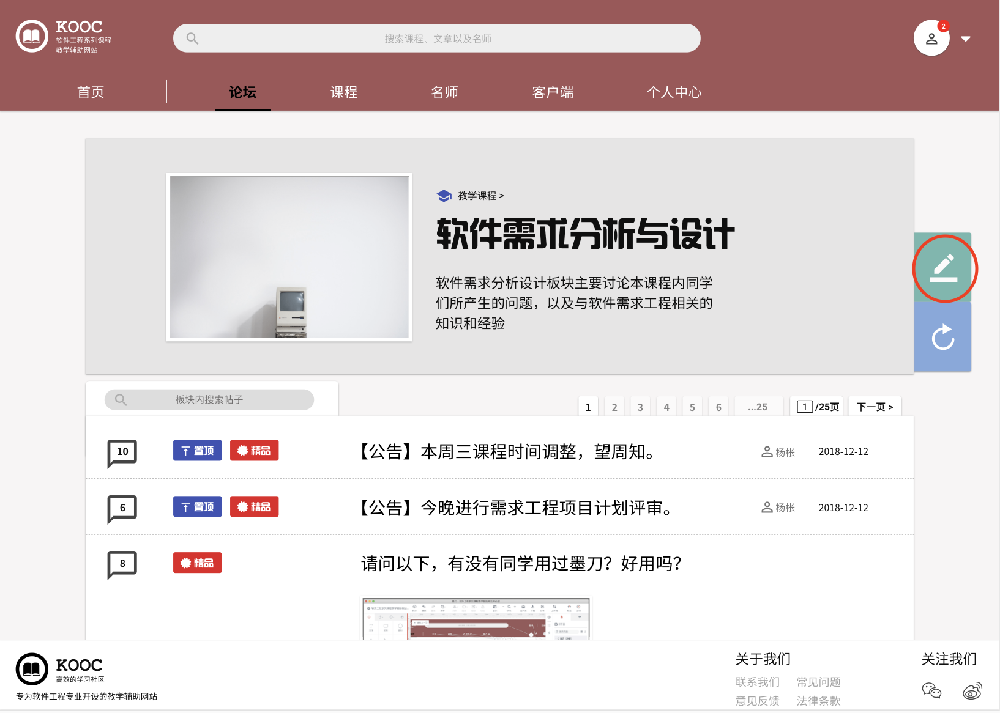 KOOC
软件工程系列课程
教学辅助网站
搜索课程、文章以及名师
2
首页
论坛
课程
名师
客户端
个人中心
教学课程 >
软件需求分析与设计
软件需求分析设计板块主要讨论本课程内同学
们所产生的问题，以及与软件需求工程相关的
知识和经验
板块内搜索帖子
1 2 3 4 5 6 ...25 1 /25页 下一页 >
10 置顶 精品 【公告】本周三课程时间调整，望周知。 杨枨 2018-12-12
6 置顶 精品 【公告】今晚进行需求工程项目计划评审。 杨枨 2018-12-12
8 精品 请问以下，有没有同学用过墨刀？好用吗？
KOOC
高效的学习社区
专为软件工程专业开设的教学辅助网站
关于我们
联系我们 常见问题
意见反馈 法律条款
关注我们